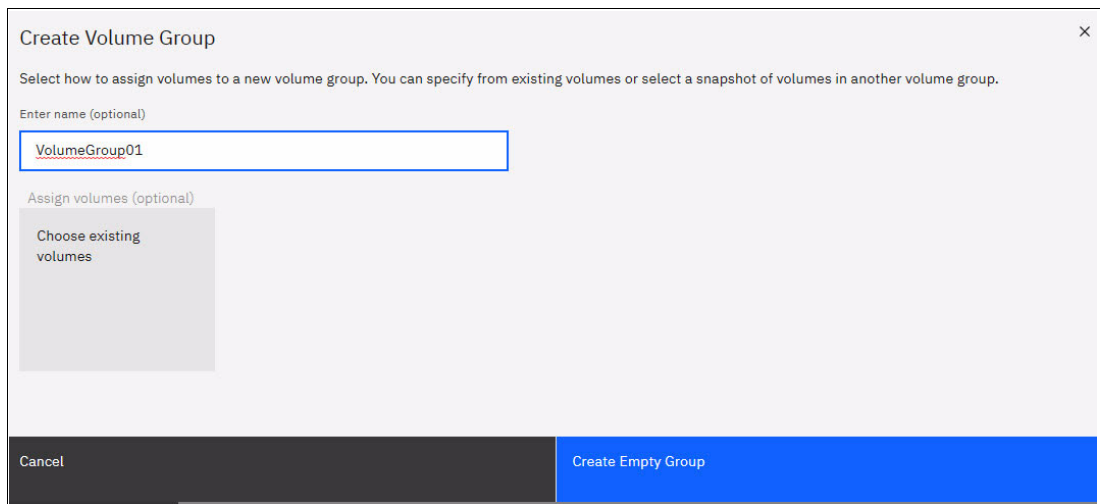 Create Volume Group
Select how to assign volumes to a new volume group. You can specify from existing volumes or select a snapshot of volumes in another volume group.
Enter name (optional)
VolumeGroup01
Assign volumes (optional)
Choose existing
volumes
Cancel
Create Empty Group